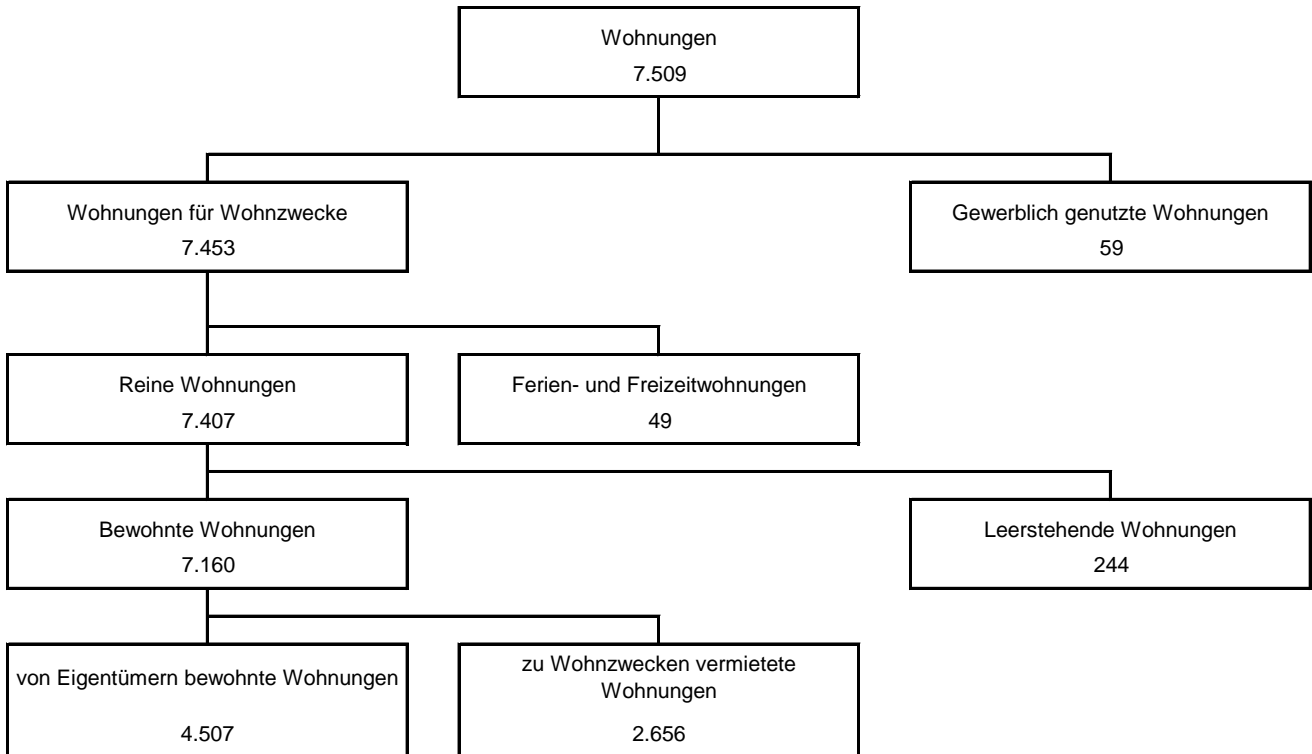 Wohnungen
7.509
Wohnungen für Wohnzwecke
7.453
Gewerblich genutzte Wohnungen
59
Reine Wohnungen
7.407
Ferien- und Freizeitwohnungen
49
Bewohnte Wohnungen
7.160
Leerstehende Wohnungen
244
von Eigentümern bewohnte Wohnungen
4.507
zu Wohnzwecken vermietete
Wohnungen
2.656